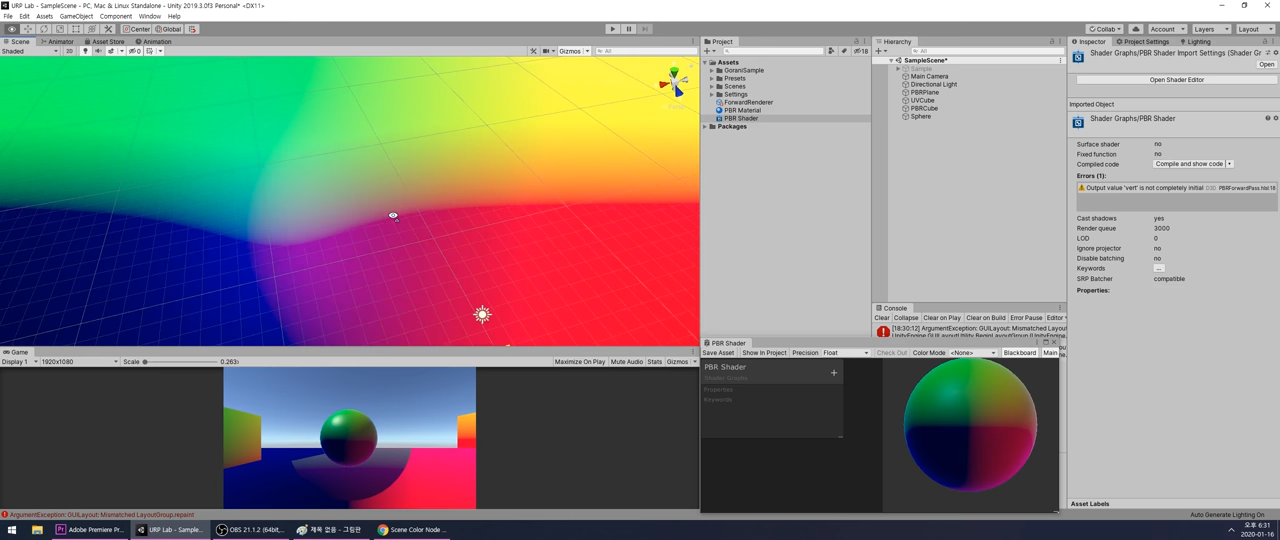 URP Lab - SampleScene - PC, Mac & Linux Standalone - Unity 2019.3.0f3 Personal* <DX11>
File Edit Assets GameObject Component Window Help
Center Global
Collab Account Layers Layout
Scene Animator Asset Store Animation
Shaded 2D Gizmos All
Game
Display 1 1920x1080 Scale 0.263x Maximize On Play Mute Audio Stats Gizmos
Project
18
Assets
GoraniSample
Presets
Scenes
Settings
ForwardRenderer
PBR Material
PBR Shader
Packages
Hierarchy
All
SampleScene*
Sample
Main Camera
Directional Light
PBRPlane
UVCube
PBRCube
Sphere
Console
Clear Collapse Clear on Play Clear on Build Error Pause Editor
[18:30:12] ArgumentException: GUILayout: Mismatched Layout
PBR Shader
Save Asset Show In Project Precision Float Check Out Color Mode <None> Blackboard Main
PBR Shader
Shader Graphs
Properties
Keywords
Inspector Project Settings Lighting
Shader Graphs/PBR Shader Import Settings (Shader Gr
Open
Open Shader Editor
Imported Object
Shader Graphs/PBR Shader
Surface shader no
Fixed function no
Compiled code Compile and show code
Errors (1):
Output value 'vert' is not completely initial D3D PBRForwardPass.hlsl:18
Cast shadows yes
Render queue 3000
LOD 0
Ignore projector no
Disable batching no
Keywords ...
SRP Batcher compatible
Properties:
Asset Labels
ArgumentException: GUILayout: Mismatched LayoutGroup.repaint
Auto Generate Lighting On
Adobe Premiere Pr... URP Lab - Sample... OBS 21.1.2 (64bit,... 제목 없음 - 그림판 Scene Color Node ...
오후 6:31
2020-01-16